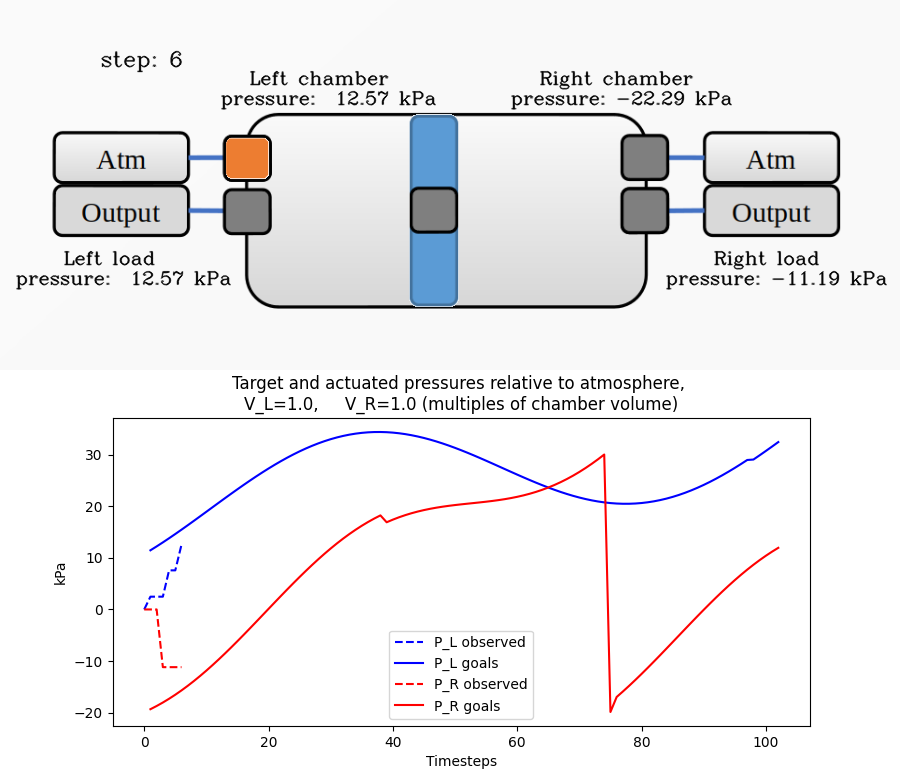 step: 6
Left chamber
pressure: 12.57 kPa
Right chamber
pressure: −22.29 kPa
Atm
Output
Atm
Output
Left load
pressure: 12.57 kPa
Right load
pressure: −11.19 kPa
Target and actuated pressures relative to atmosphere,
V_L=1.0, V_R=1.0 (multiples of chamber volume)
kPa
30
20
10
0
−10
−20
P_L observed
P_L goals
P_R observed
P_R goals
0 20 40 60 80 100
Timesteps